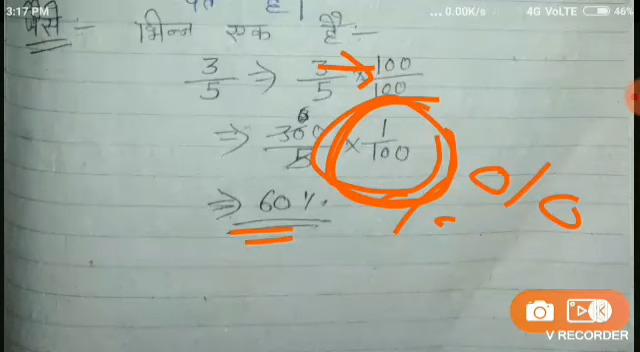 3:17 PM ... 0.00K/s 4G VoLTE 46%
जैसे :- भिन्न एक है :-
3/5 ⇒ 3/5 × 100/100
⇒ 300/5 × 1/100 %
⇒ 60 %
V RECORDER